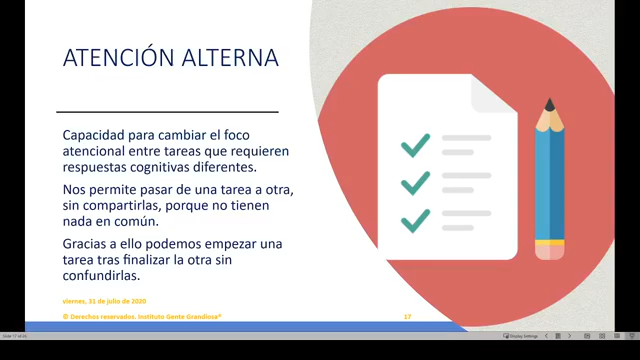 ATENCIÓN ALTERNA
Capacidad para cambiar el foco
atencional entre tareas que requieren
respuestas cognitivas diferentes.
Nos permite pasar de una tarea a otra,
sin compartirlas, porque no tienen
nada en común.
Gracias a ello podemos empezar una
tarea tras finalizar la otra sin
confundirlas.
viernes, 31 de julio de 2020
© Derechos reservados. Instituto Gente Grandiosa®
17
Display Settings